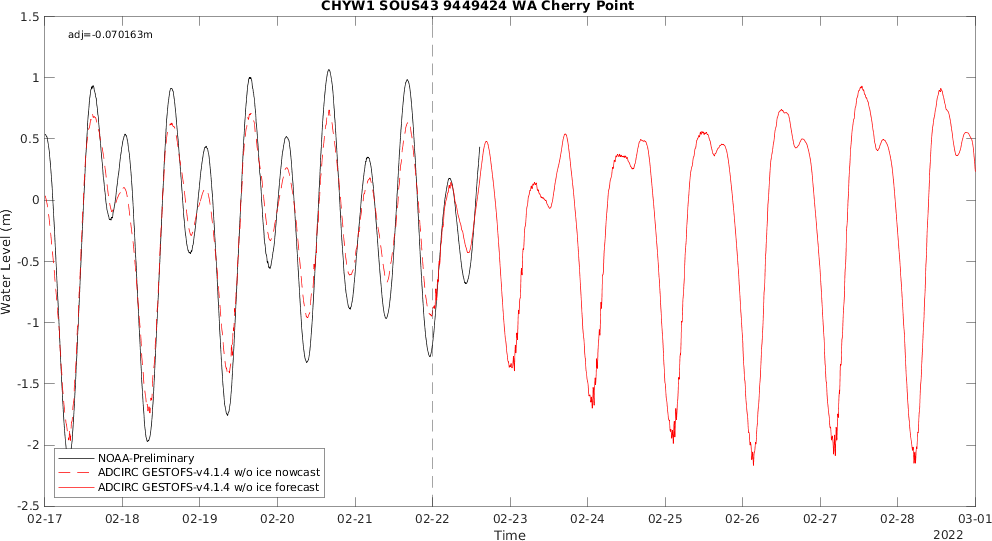 CHYW1 SOUS43 9449424 WA Cherry Point
adj=-0.070163m
1.5
1
0.5
0
-0.5
-1
-1.5
-2
-2.5
Water Level (m)
NOAA-Preliminary
ADCIRC GESTOFS-v4.1.4 w/o ice nowcast
ADCIRC GESTOFS-v4.1.4 w/o ice forecast
02-17 02-18 02-19 02-20 02-21 02-22 02-23 02-24 02-25 02-26 02-27 02-28 03-01
Time
2022